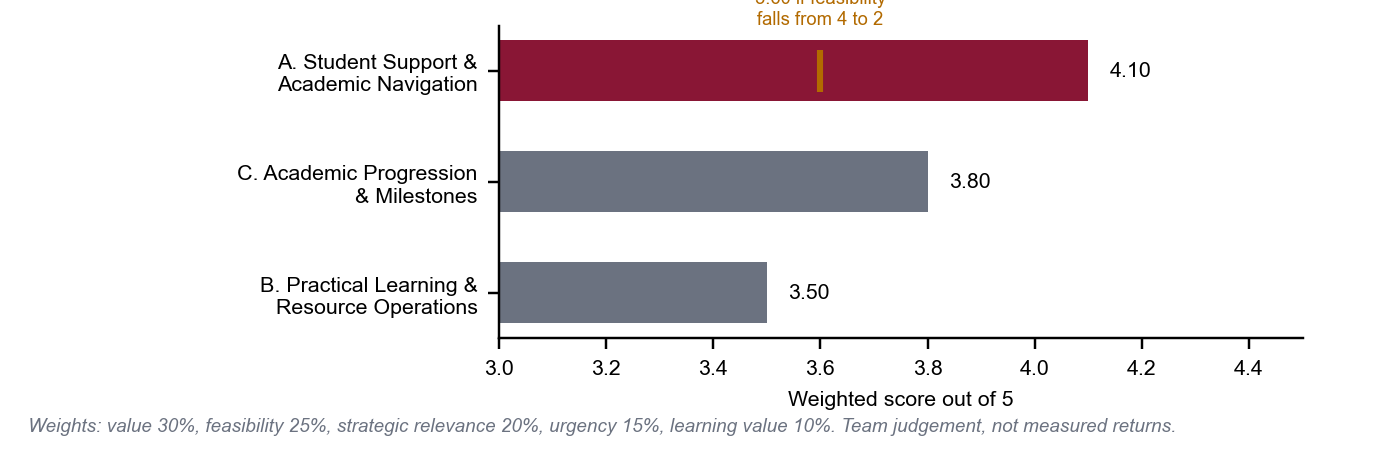 falls from 4 to 2
A. Student Support &
Academic Navigation
4.10
C. Academic Progression
& Milestones
3.80
B. Practical Learning &
Resource Operations
3.50
3.0 3.2 3.4 3.6 3.8 4.0 4.2 4.4
Weighted score out of 5
Weights: value 30%, feasibility 25%, strategic relevance 20%, urgency 15%, learning value 10%. Team judgement, not measured returns.